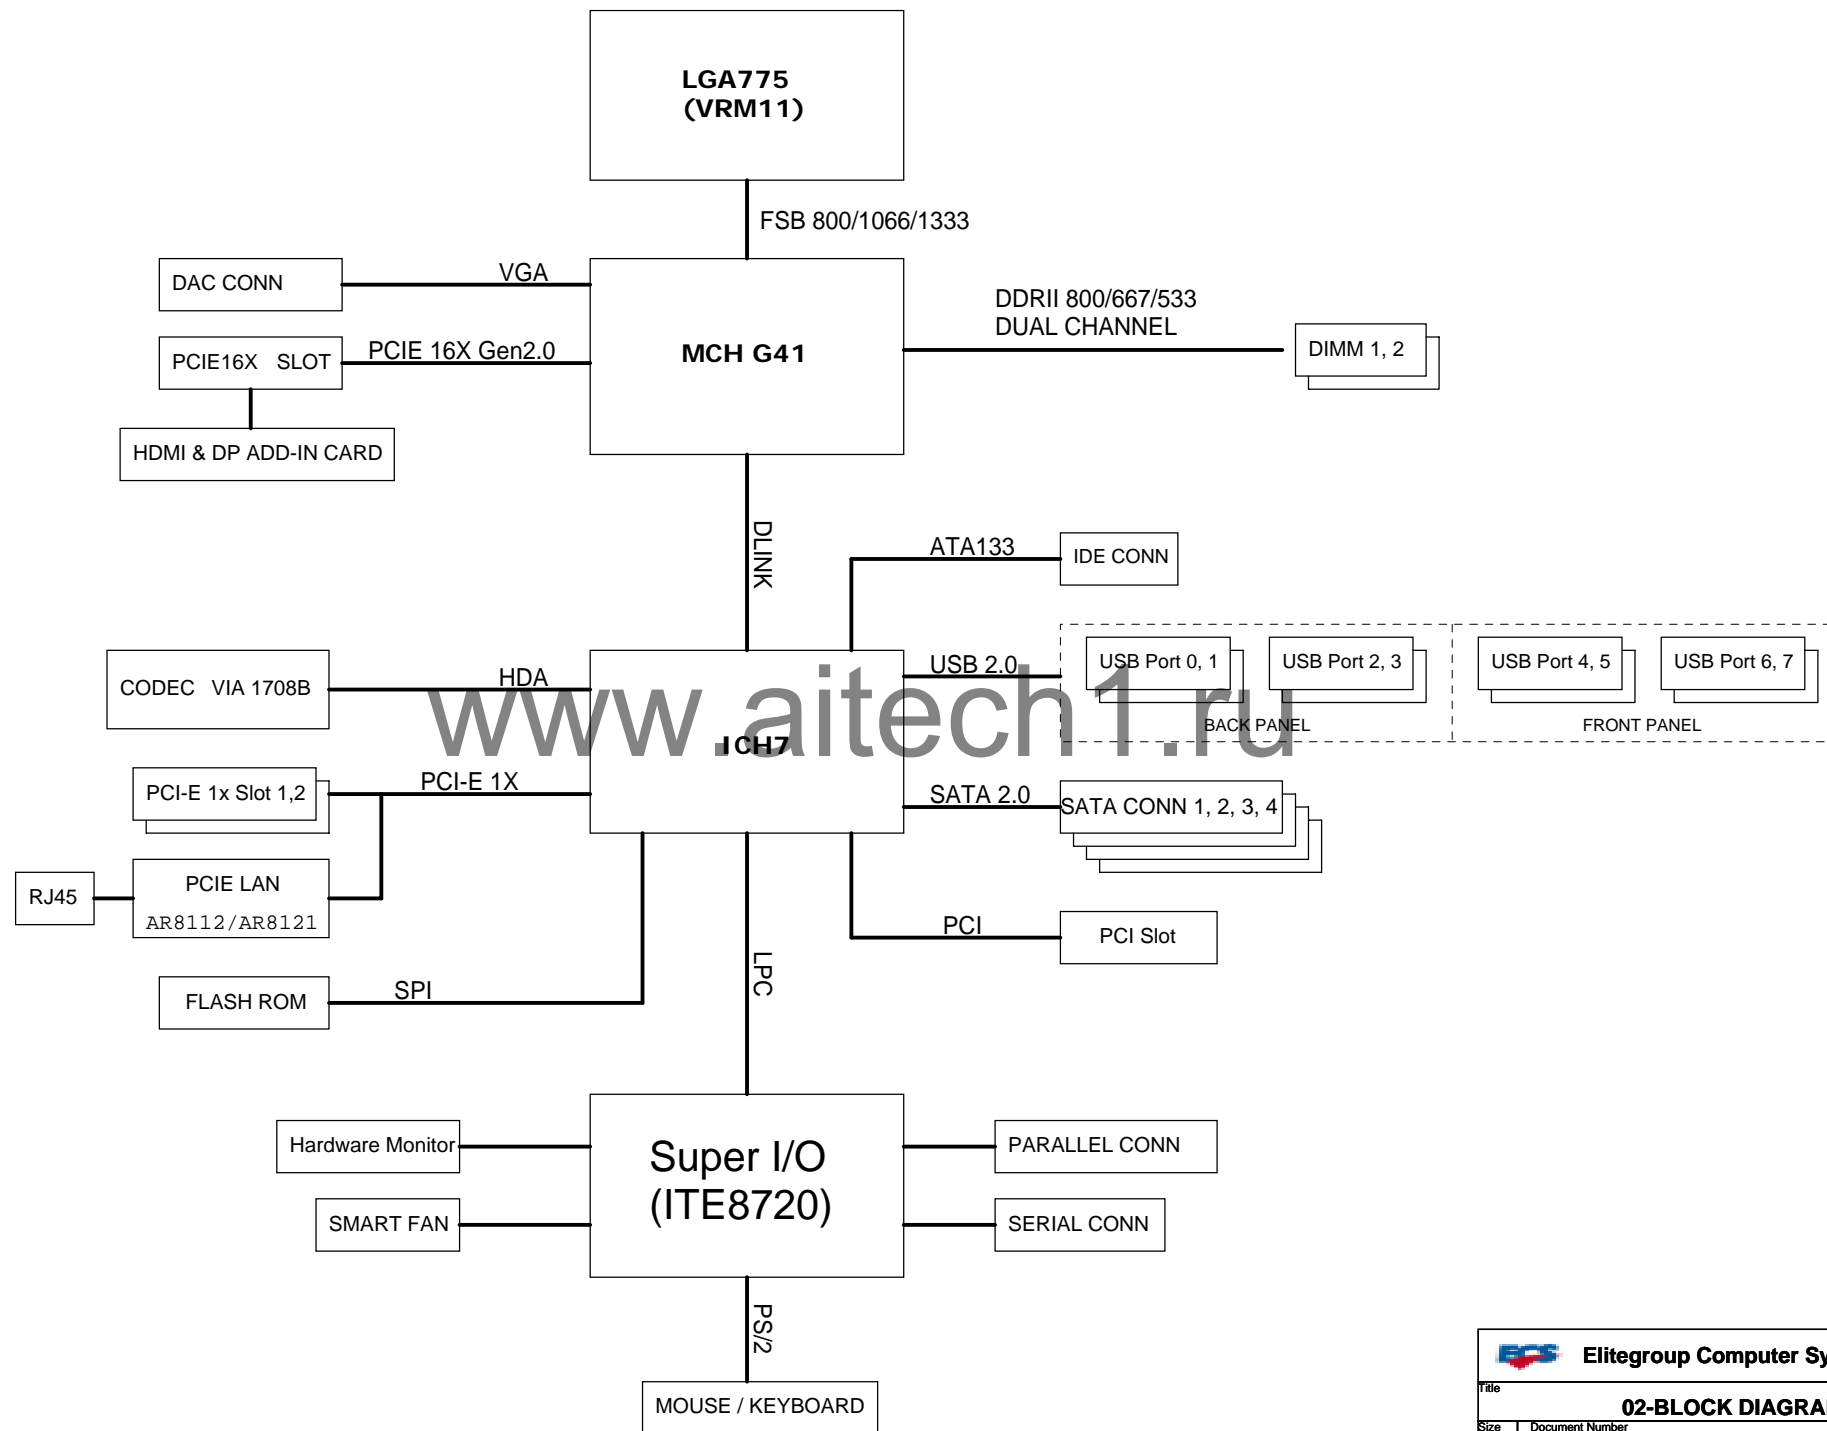 LGA775
(VRM11)
FSB 800/1066/1333
DAC CONN
VGA
PCIE16X SLOT
PCIE 16X Gen2.0
HDMI & DP ADD-IN CARD
MCH G41
DDRII 800/667/533
DUAL CHANNEL
DIMM 1, 2
DLINK
ATA133
IDE CONN
CODEC VIA 1708B
HDA
ICH7
USB 2.0
USB Port 0, 1
USB Port 2, 3
USB Port 4, 5
USB Port 6, 7
BACK PANEL
FRONT PANEL
www.aitech1.ru
PCI-E 1x Slot 1,2
PCI-E 1X
SATA 2.0
SATA CONN 1, 2, 3, 4
RJ45
PCIE LAN
AR8112/AR8121
PCI
PCI Slot
FLASH ROM
SPI
LPC
Hardware Monitor
SMART FAN
Super I/O
(ITE8720)
PARALLEL CONN
SERIAL CONN
PS/2
MOUSE / KEYBOARD
ECS Elitegroup Computer Sy
Title
02-BLOCK DIAGRA
Size Document Number